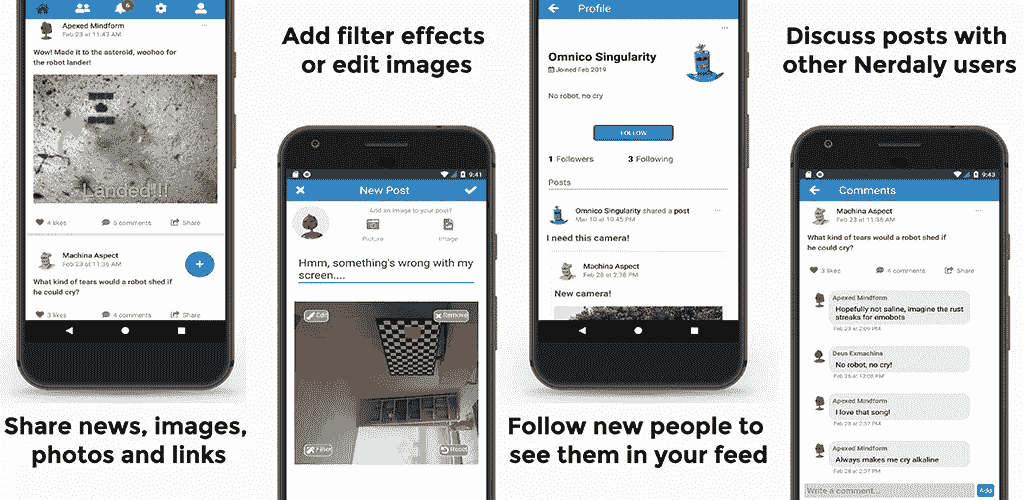 6
Apexed Mindform
Feb 23 at 11:43 AM
Wow! Made it to the asteroid, woohoo for
the robot lander!
Landed!!!
4 likes
5 comments
Share
Machina Aspect
Feb 23 at 11:36 AM
What kind of tears would a robot shed if
he could cry?
3 likes
4 comments
Share
Share news, images,
photos and links
Add filter effects
or edit images
9:41
New Post
Add an image to your post?
Picture
Image
Hmm, something's wrong with my
screen....
Edit
Remove
Filter
Reset
Profile
Omnico Singularity
Joined Feb 2019
No robot, no cry
FOLLOW
1 Followers
3 Following
Posts
Omnico Singularity shared a post
Mar 10 at 10:45 PM
I need this camera!
Machina Aspect
Feb 28 at 2:38 PM
New camera!
Follow new people to
see them in your feed
Discuss posts with
other Nerdaly users
9:43
Comments
Machina Aspect
Feb 23 at 11:36 AM
What kind of tears would a robot shed if
he could cry?
3 likes
4 comments
Share
Apexed Mindform
Hopefully not saline, imagine the rust
streaks for emobots
Feb 23 at 2:09 PM
Deus Exmachina
No robot, no cry!
Feb 26 at 12:08 PM
Apexed Mindform
I love that song!
Feb 28 at 2:37 PM
Apexed Mindform
Always makes me cry alkaline
Feb 28 at 2:37 PM
Write a comment...
Add